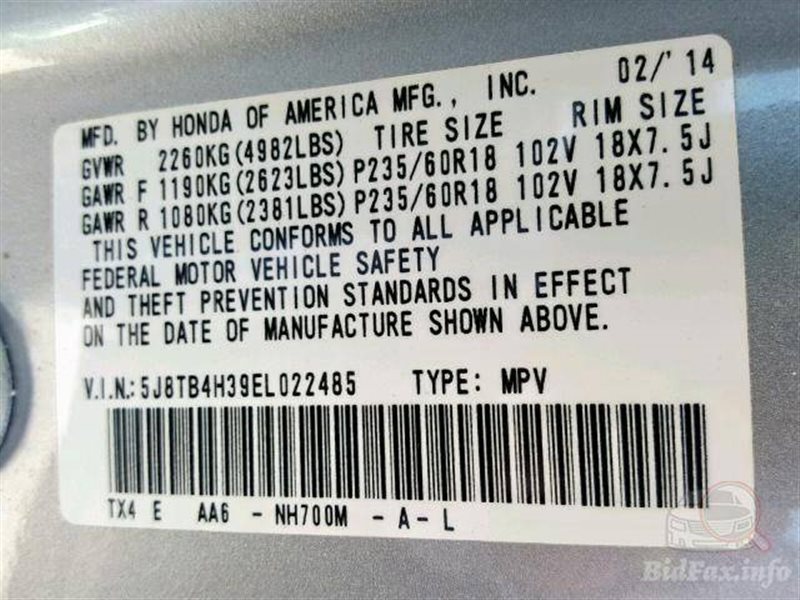 02/'14
MFD. BY HONDA OF AMERICA MFG., INC.
GVWR 2260KG(4982LBS) TIRE SIZE RIM SIZE
GAWR F 1190KG(2623LBS) P235/60R18 102V 18X7.5J
GAWR R 1080KG(2381LBS) P235/60R18 102V 18X7.5J
THIS VEHICLE CONFORMS TO ALL APPLICABLE
FEDERAL MOTOR VEHICLE SAFETY
AND THEFT PREVENTION STANDARDS IN EFFECT
ON THE DATE OF MANUFACTURE SHOWN ABOVE.
V.I.N.: 5J8TB4H39EL022485 TYPE: MPV
TX4 E AA6 - NH700M - A - L
BidFax.info